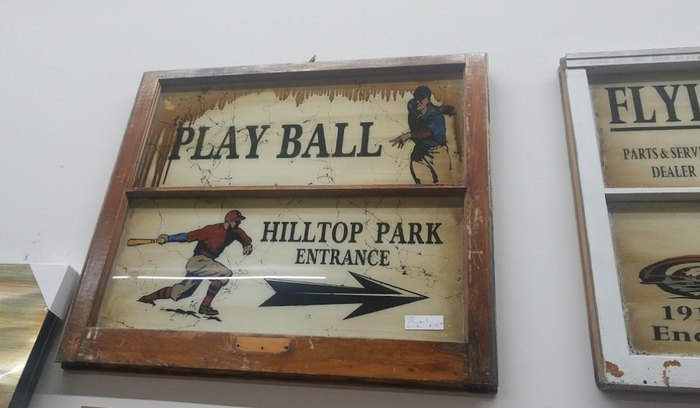 PLAY BALL
HILLTOP PARK
ENTRANCE
FLYI
PARTS & SERV
DEALER
191
End